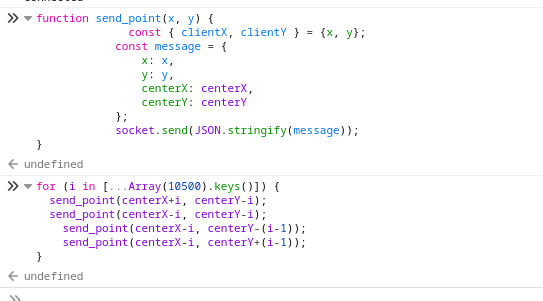 function send_point(x, y) {
const { clientX, clientY } = {x, y};
const message = {
x: x,
y: y,
centerX: centerX,
centerY: centerY
};
socket.send(JSON.stringify(message));
}
undefined
for (i in [...Array(10500).keys()]) {
send_point(centerX+i, centerY-i);
send_point(centerX-i, centerY-i);
send_point(centerX-i, centerY-(i-1));
send_point(centerX-i, centerY+(i-1));
}
undefined